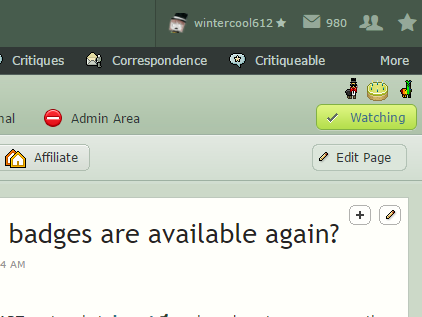 wintercool612 980
Critiques Correspondence Critiqueable More
nal Admin Area Watching
Affiliate Edit Page
badges are available again?
4 AM